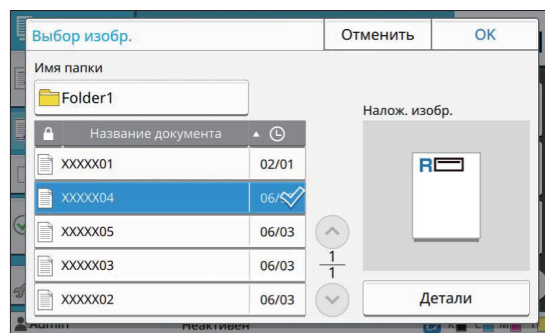 Выбор изобр.
Отменить
OK
Имя папки
Folder1
Налож. изобр.
Название документа
XXXXX01 02/01
XXXXX04 06/
XXXXX05 06/03
XXXXX03 06/03
XXXXX02 06/03
R
1
1
Детали
Admin Неактивен